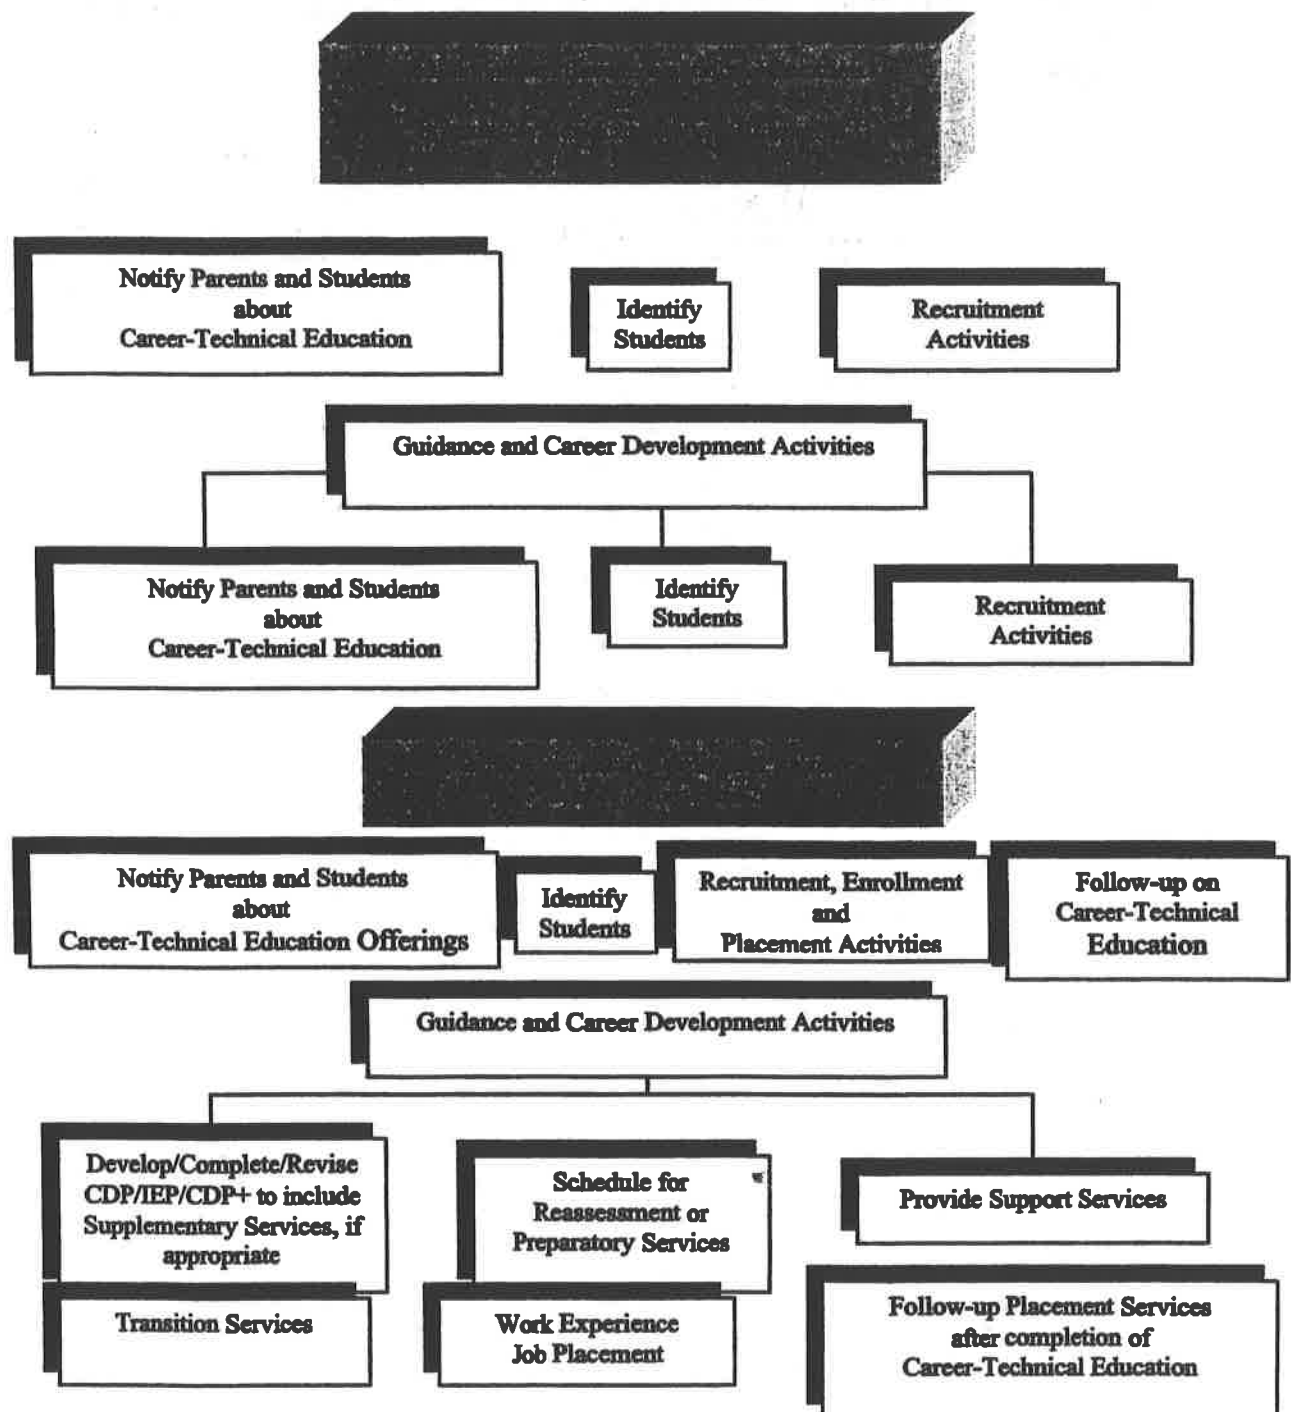 Notify Parents and Students
about
Career-Technical Education
Identify
Students
Recruitment
Activities
Guidance and Career Development Activities
Notify Parents and Students
about
Career-Technical Education
Identify
Students
Recruitment
Activities
Notify Parents and Students
about
Career-Technical Education Offerings
Identify
Students
Recruitment, Enrollment
and
Placement Activities
Follow-up on
Career-Technical
Education
Guidance and Career Development Activities
Develop/Complete/Revise
CDP/IEP/CDP+ to include
Supplementary Services, if
appropriate
Schedule for
Reassessment or
Preparatory Services
Provide Support Services
Transition Services
Work Experience
Job Placement
Follow-up Placement Services
after completion of
Career-Technical Education